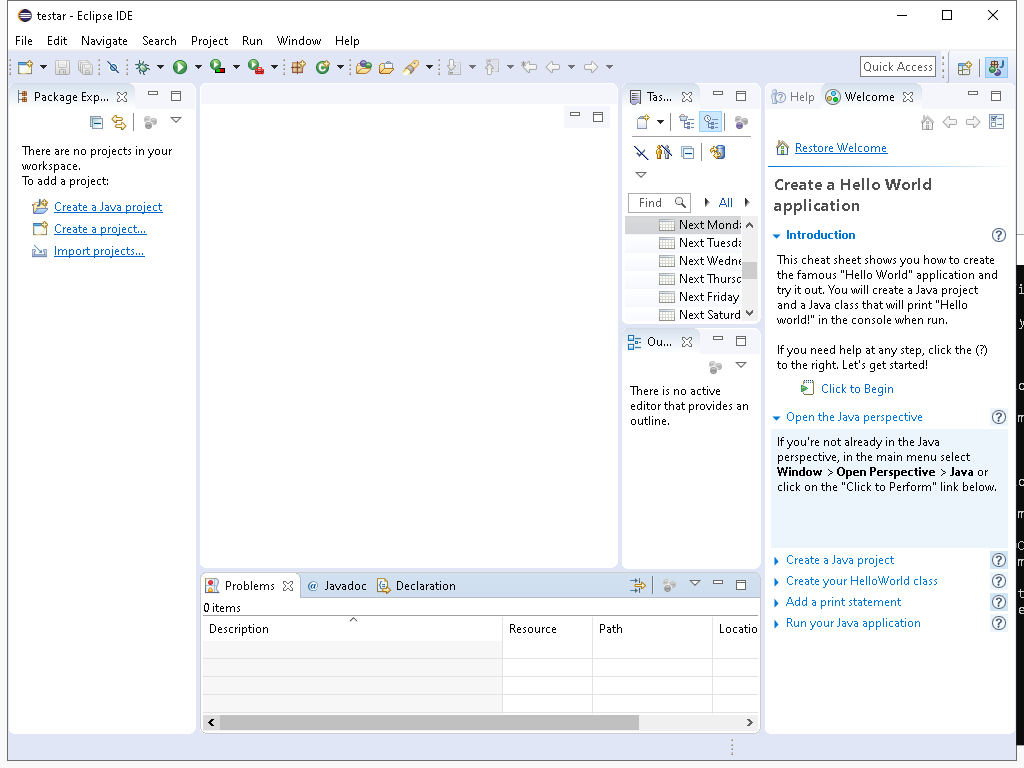 testar - Eclipse IDE
File Edit Navigate Search Project Run Window Help
Quick Access
Package Exp...
There are no projects in your
workspace.
To add a project:
Create a Java project
Create a project...
Import projects...
Tas...
Find
All
Next Monda
Next Tuesda
Next Wedne
Next Thursd
Next Friday
Next Saturd
Ou...
There is no active
editor that provides an
outline.
Help Welcome
Restore Welcome
Create a Hello World
application
Introduction
This cheat sheet shows you how to create
the famous "Hello World" application and
try it out. You will create a Java project
and a Java class that will print "Hello
world!" in the console when run.
If you need help at any step, click the (?)
to the right. Let's get started!
Click to Begin
Open the Java perspective
If you're not already in the Java
perspective, in the main menu select
Window > Open Perspective > Java or
click on the "Click to Perform" link below.
Create a Java project
Create your HelloWorld class
Add a print statement
Run your Java application
Problems @ Javadoc Declaration
0 items
Description Resource Path Locatio